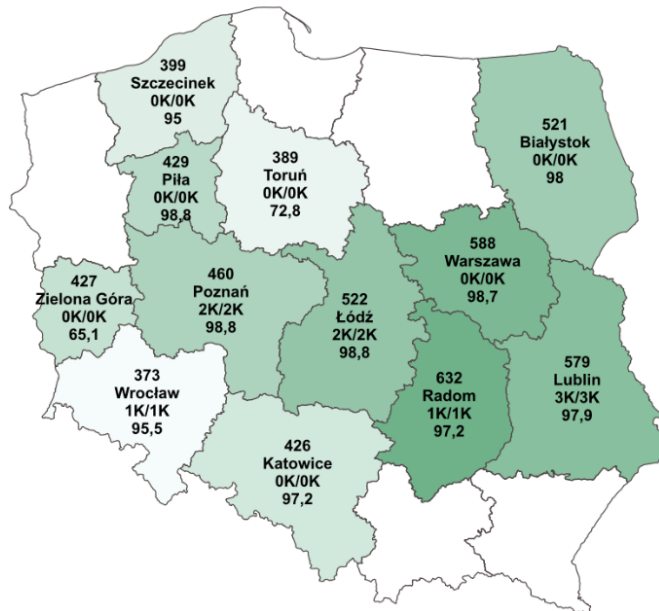 399
Szczecinek
0K/0K
95
521
Białystok
0K/0K
98
429
Piła
0K/0K
98,8
389
Toruń
0K/0K
72,8
588
Warszawa
0K/0K
98,7
427
Zielona Góra
0K/0K
65,1
460
Poznań
2K/2K
98,8
522
Łódź
2K/2K
98,8
579
Lublin
3K/3K
97,9
373
Wrocław
1K/1K
95,5
632
Radom
1K/1K
97,2
426
Katowice
0K/0K
97,2